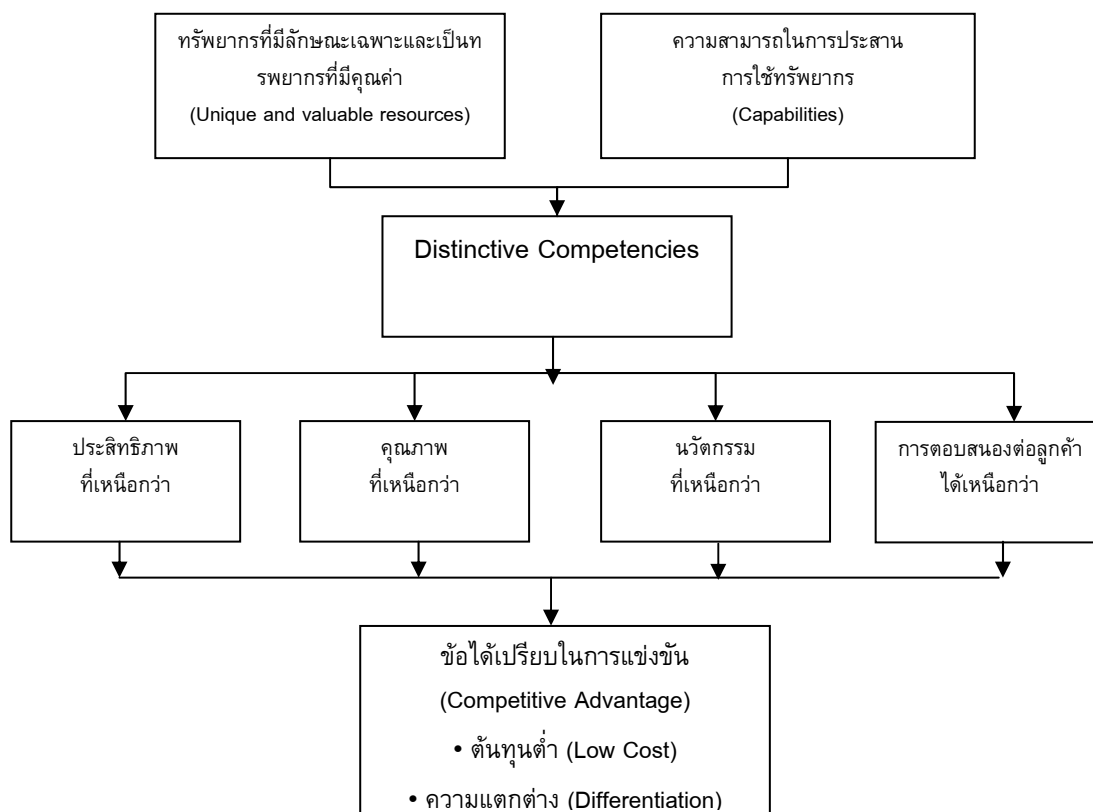 ทรัพยากรที่มีลักษณะเฉพาะและเป็นท
รพยากรที่มีคุณค่า
(Unique and valuable resources)
ความสามารถในการประสาน
การใช้ทรัพยากร
(Capabilities)
Distinctive Competencies
ประสิทธิภาพ
ที่เหนือกว่า
คุณภาพ
ที่เหนือกว่า
นวัตกรรม
ที่เหนือกว่า
การตอบสนองต่อลูกค้า
ได้เหนือกว่า
ข้อได้เปรียบในการแข่งขัน
(Competitive Advantage)
• ต้นทุนต่ำ (Low Cost)
• ความแตกต่าง (Differentiation)